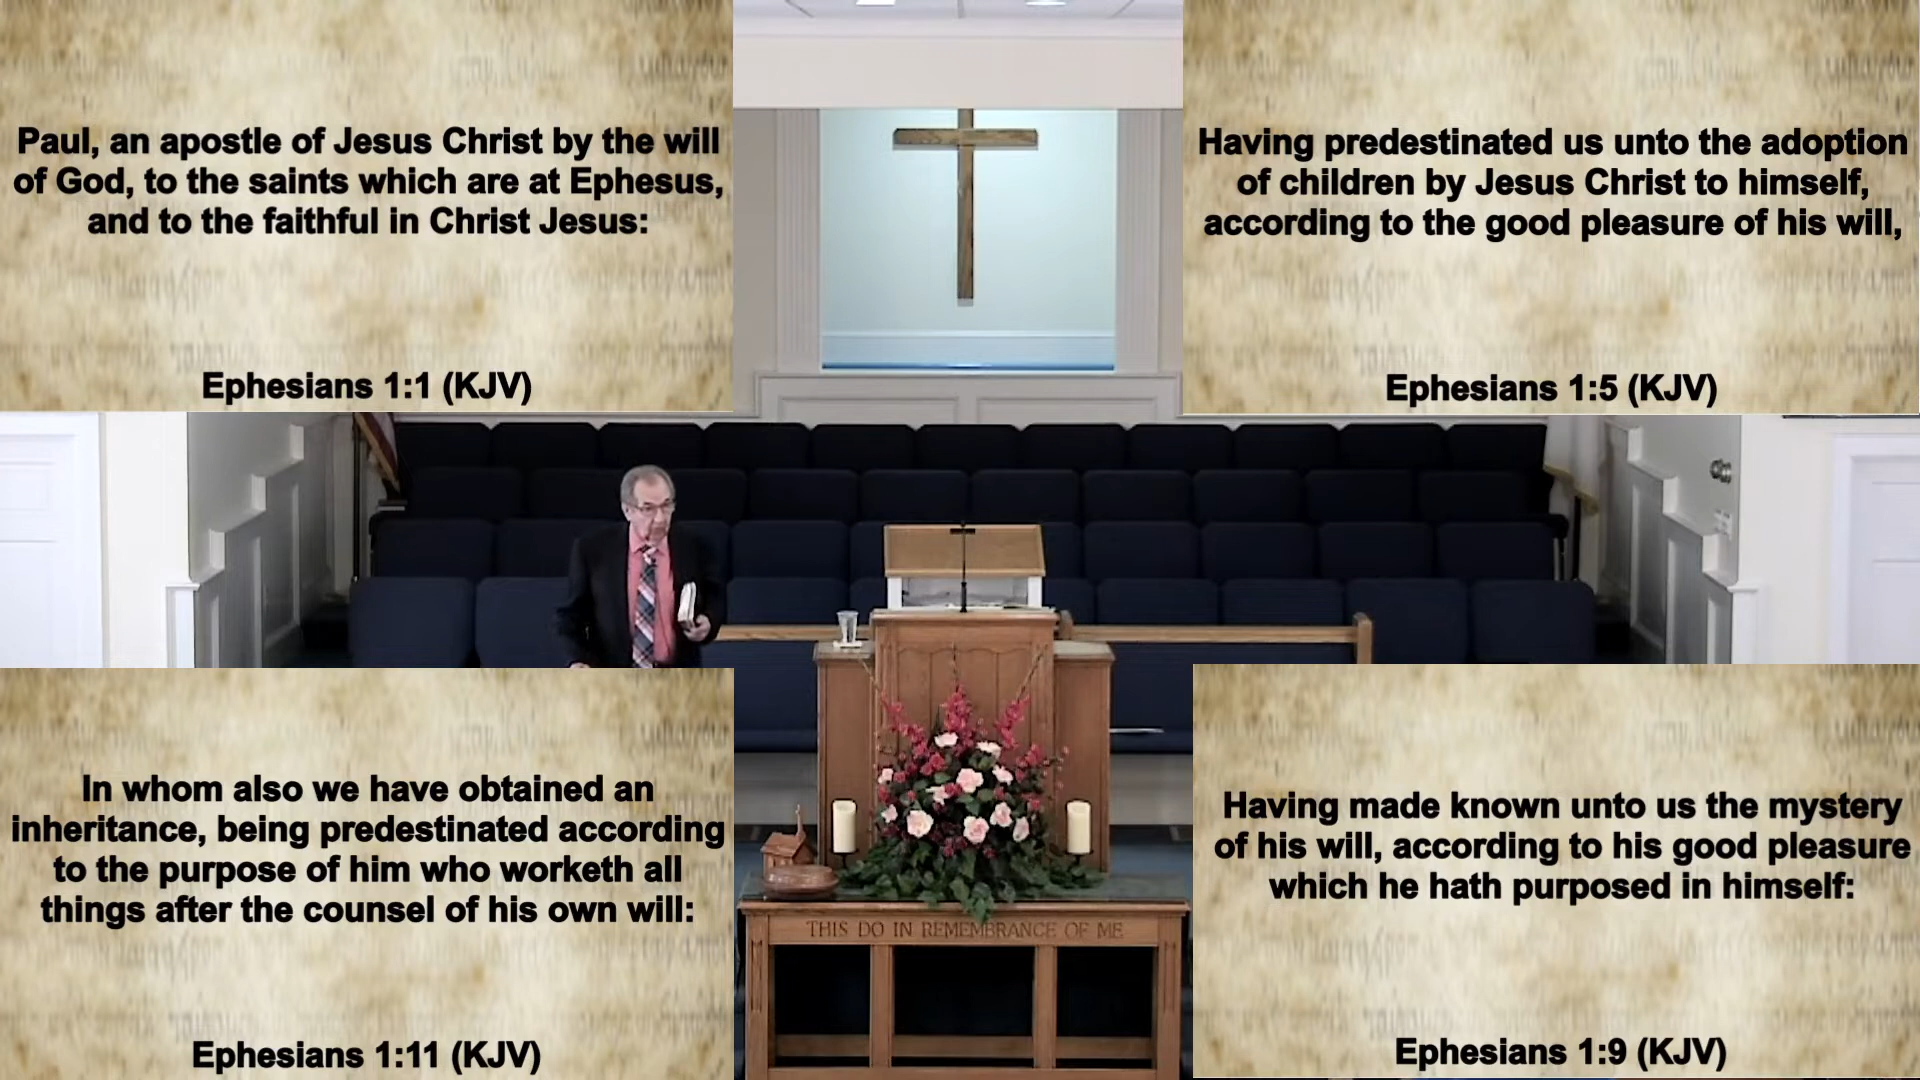 Paul, an apostle of Jesus Christ by the will
of God, to the saints which are at Ephesus,
and to the faithful in Christ Jesus:
Ephesians 1:1 (KJV)
Having predestinated us unto the adoption
of children by Jesus Christ to himself,
according to the good pleasure of his will,
Ephesians 1:5 (KJV)
In whom also we have obtained an
inheritance, being predestinated according
to the purpose of him who worketh all
things after the counsel of his own will:
Ephesians 1:11 (KJV)
Having made known unto us the mystery
of his will, according to his good pleasure
which he hath purposed in himself:
Ephesians 1:9 (KJV)
THIS DO IN REMEMBRANCE OF ME